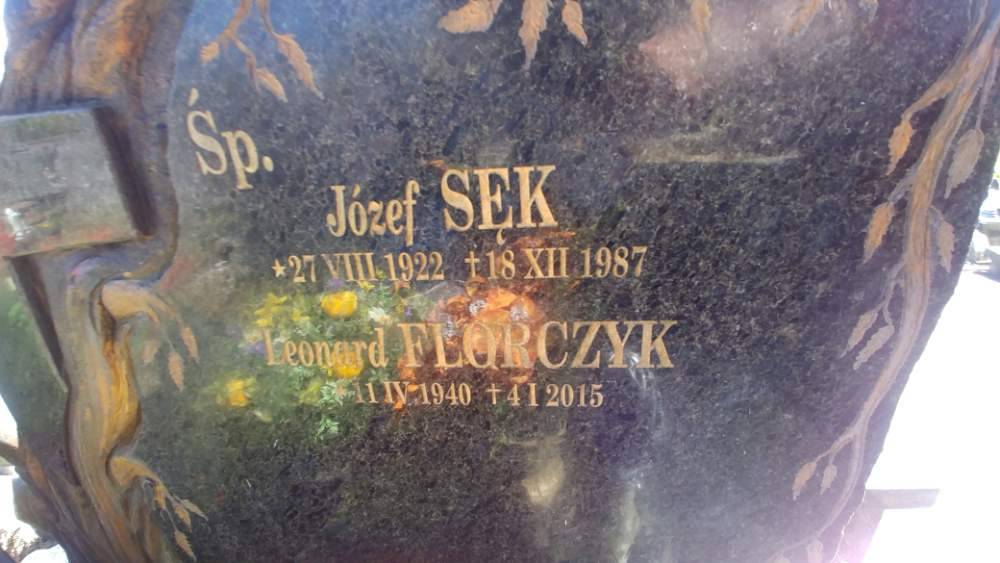 Śp.
Józef SĘK
*27 VIII 1922 †18 XII 1987
Leonard FLORCZYK
*11 IV 1940 †4 I 2015